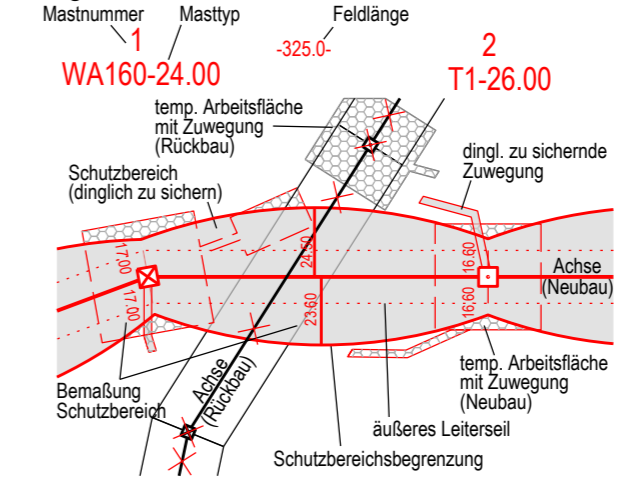 Mastnummer
Masttyp
Feldlänge
1
WA160-24.00
-325.0-
2
T1-26.00
temp. Arbeitsfläche
mit Zuwegung
(Rückbau)
dingl. zu sichernde
Zuwegung
Schutzbereich
(dinglich zu sichern)
17.00
17.00
24.50
23.60
16.60
16.60
Achse
(Neubau)
Achse
(Rückbau)
Bemaßung
Schutzbereich
temp. Arbeitsfläche
mit Zuwegung
(Neubau)
äußeres Leiterseil
Schutzbereichsbegrenzung